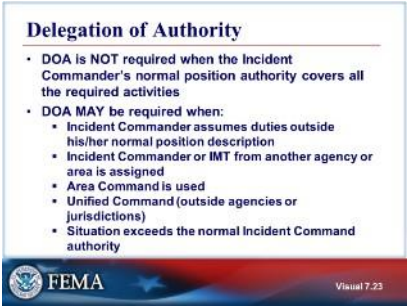 Delegation of Authority
• DOA is NOT required when the Incident
Commander's normal position authority covers all
the required activities
• DOA MAY be required when:
▪ Incident Commander assumes duties outside
his/her normal position description
▪ Incident Commander or IMT from another agency or
area is assigned
▪ Area Command is used
▪ Unified Command (outside agencies or
jurisdictions)
▪ Situation exceeds the normal Incident Command
authority
FEMA
Visual 7.23